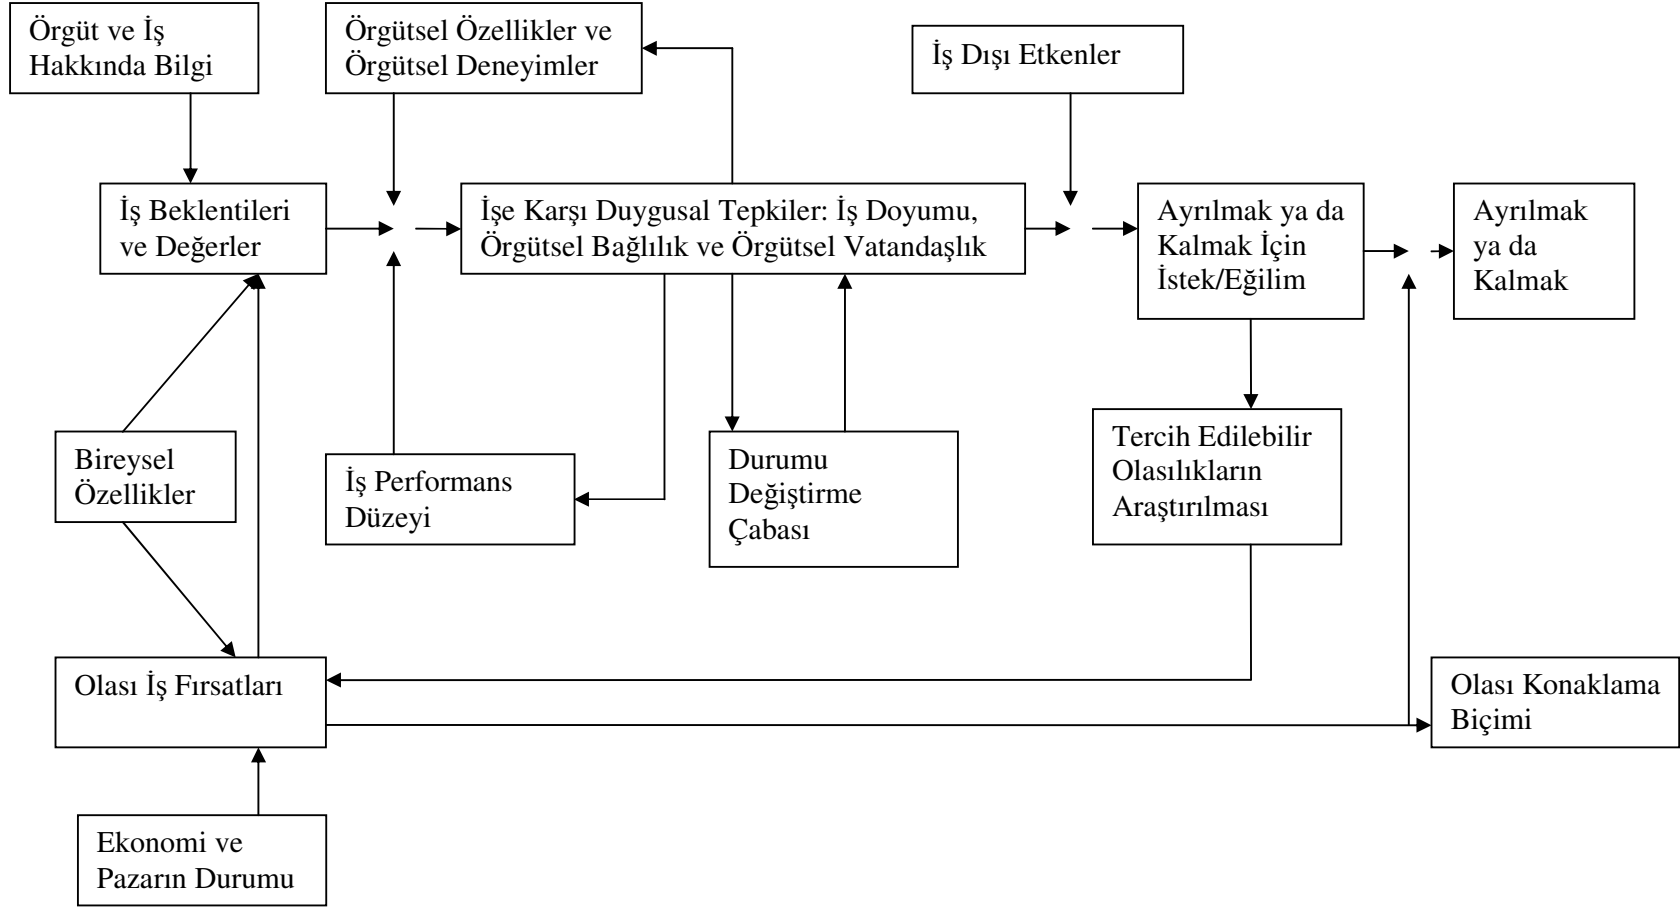 Örgüt ve İş
Hakkında Bilgi
Örgütsel Özellikler ve
Örgütsel Deneyimler
İş Dışı Etkenler
İş Beklentileri
ve Değerler
İşe Karşı Duygusal Tepkiler: İş Doyumu,
Örgütsel Bağlılık ve Örgütsel Vatandaşlık
Ayrılmak ya da
Kalmak İçin
İstek/Eğilim
Ayrılmak
ya da
Kalmak
Bireysel
Özellikler
İş Performans
Düzeyi
Durumu
Değiştirme
Çabası
Tercih Edilebilir
Olasılıkların
Araştırılması
Olası İş Fırsatları
Olası Konaklama
Biçimi
Ekonomi ve
Pazarın Durumu